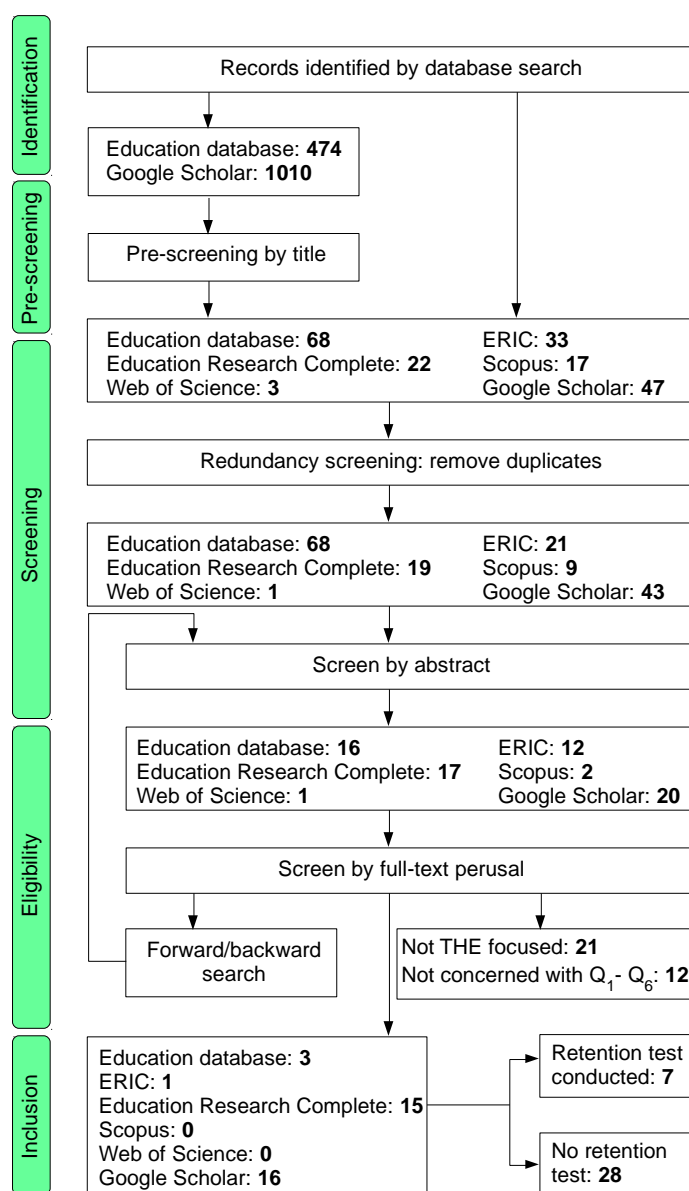 Identification
Records identified by database search
Education database: 474
Google Scholar: 1010
Pre-screening
Pre-screening by title
Education database: 68 ERIC: 33
Education Research Complete: 22 Scopus: 17
Web of Science: 3 Google Scholar: 47
Screening
Redundancy screening: remove duplicates
Education database: 68 ERIC: 21
Education Research Complete: 19 Scopus: 9
Web of Science: 1 Google Scholar: 43
Screen by abstract
Eligibility
Education database: 16 ERIC: 12
Education Research Complete: 17 Scopus: 2
Web of Science: 1 Google Scholar: 20
Screen by full-text perusal
Forward/backward
search
Not THE focused: 21
Not concerned with Q1- Q6: 12
Inclusion
Education database: 3
ERIC: 1
Education Research Complete: 15
Scopus: 0
Web of Science: 0
Google Scholar: 16
Retention test
conducted: 7
No retention
test: 28